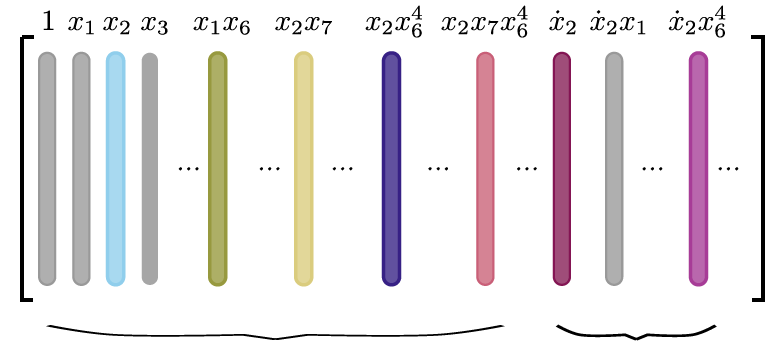 1 x₁ x₂ x₃ x₁x₆ x₂x₇ x₂x₆⁴ x₂x₇x₆⁴ ẋ₂ ẋ₂x₁ ẋ₂x₆⁴
... ... ... ... ... ... ...